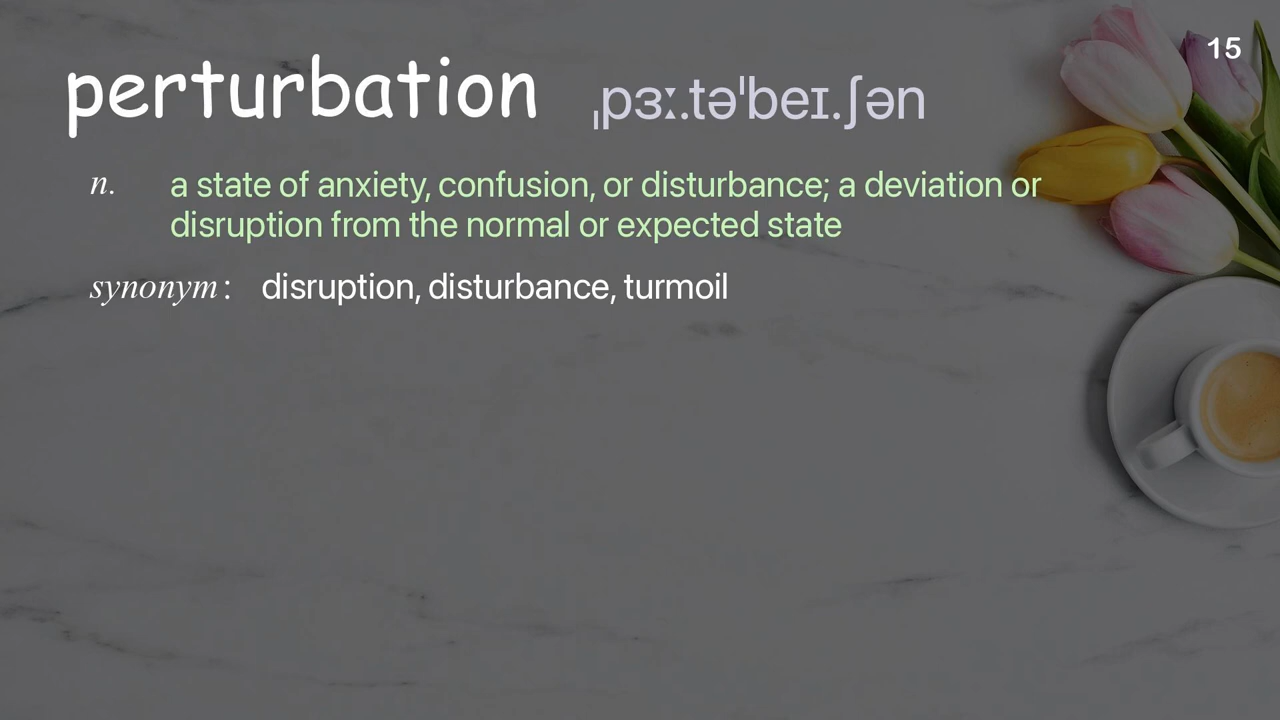 15
perturbation ˌpɜː.təˈbeɪ.ʃən
n. a state of anxiety, confusion, or disturbance; a deviation or
disruption from the normal or expected state
synonym: disruption, disturbance, turmoil